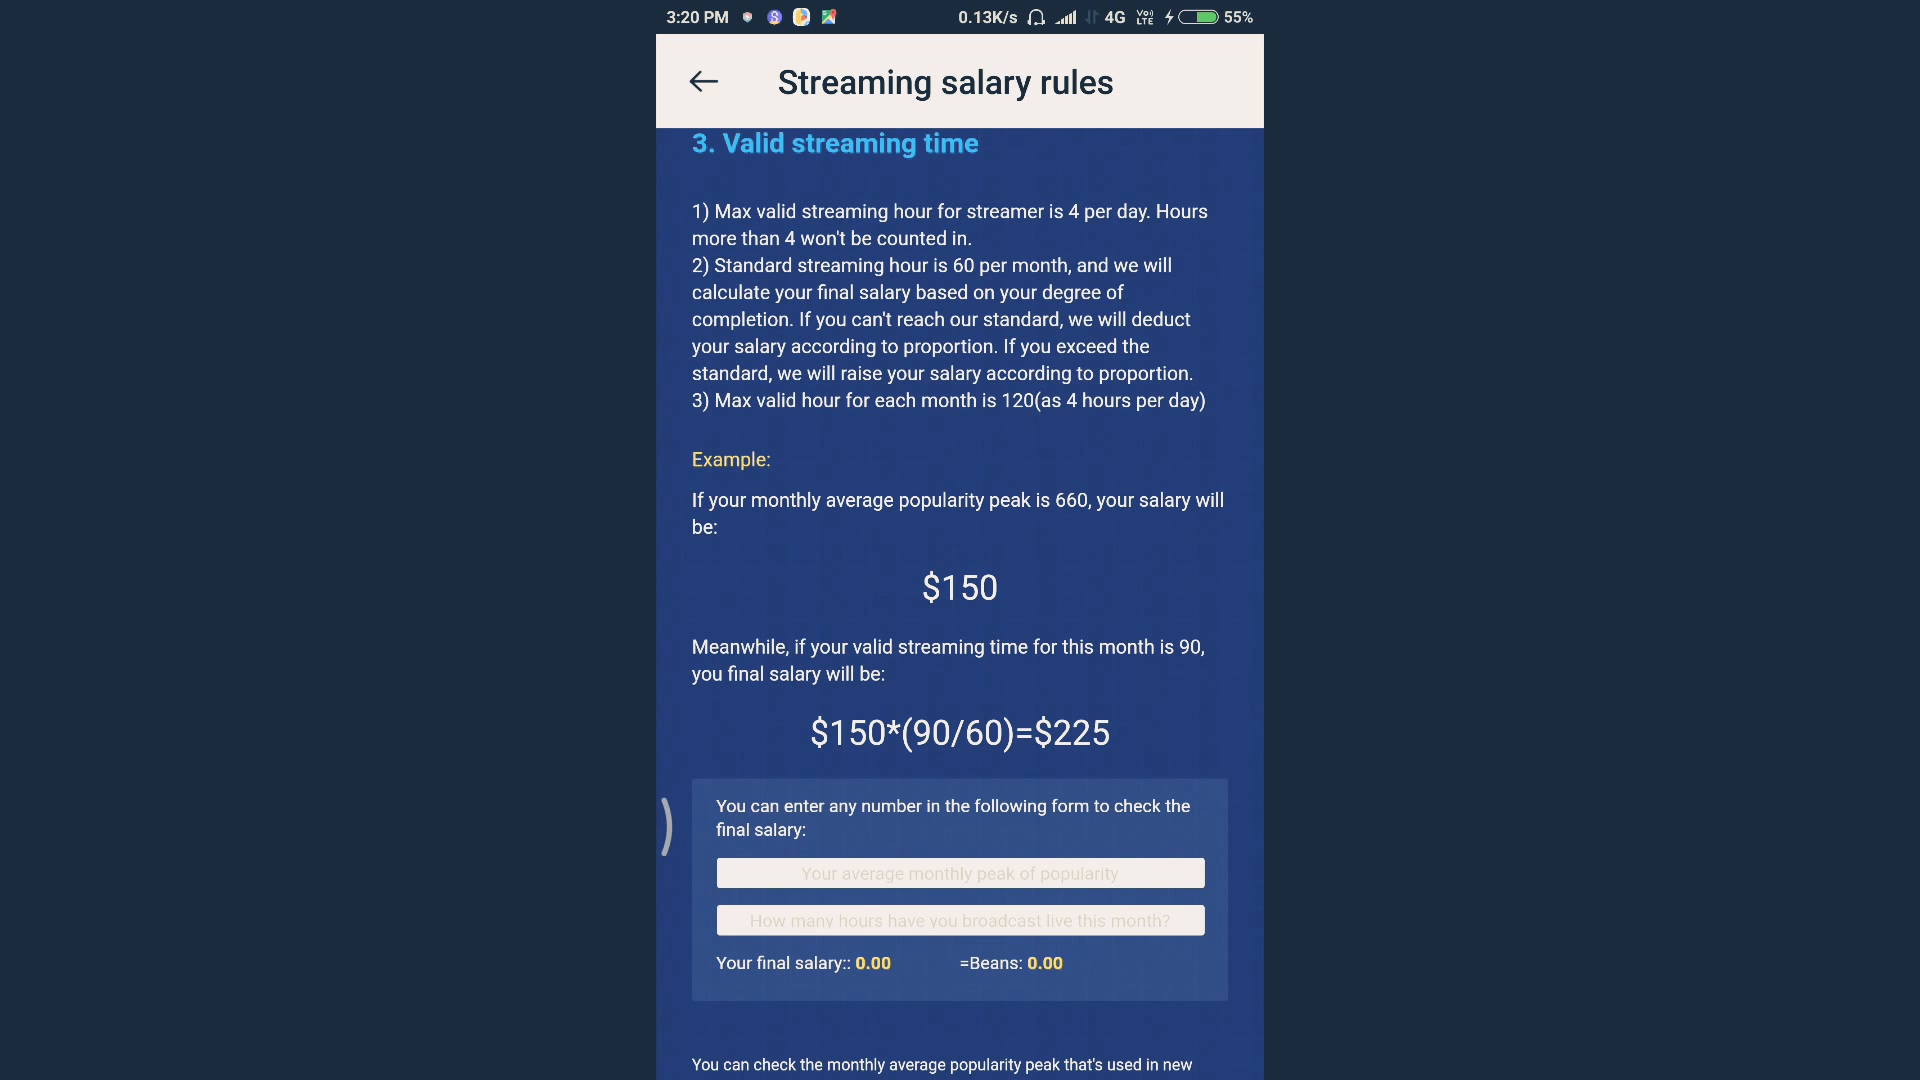 3:20 PM 0.13K/s 4G VoLTE 55%
Streaming salary rules
3. Valid streaming time
1) Max valid streaming hour for streamer is 4 per day. Hours
more than 4 won't be counted in.
2) Standard streaming hour is 60 per month, and we will
calculate your final salary based on your degree of
completion. If you can't reach our standard, we will deduct
your salary according to proportion. If you exceed the
standard, we will raise your salary according to proportion.
3) Max valid hour for each month is 120(as 4 hours per day)
Example:
If your monthly average popularity peak is 660, your salary will
be:
$150
Meanwhile, if your valid streaming time for this month is 90,
you final salary will be:
$150*(90/60)=$225
You can enter any number in the following form to check the
final salary:
Your average monthly peak of popularity
How many hours have you broadcast live this month?
Your final salary:: 0.00 =Beans: 0.00
You can check the monthly average popularity peak that's used in new